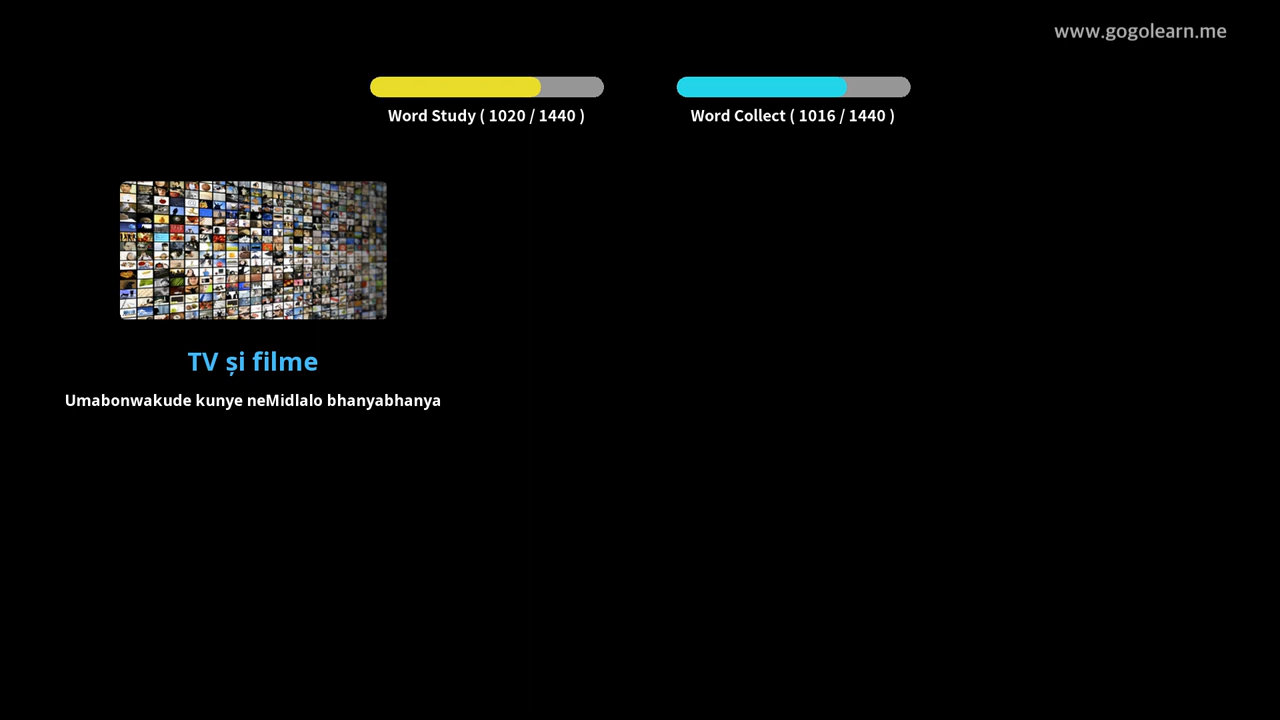 www.gogolearn.me
Word Study ( 1020 / 1440 )
Word Collect ( 1016 / 1440 )
TV și filme
Umabonwakude kunye neMidlalo bhanyabhanya